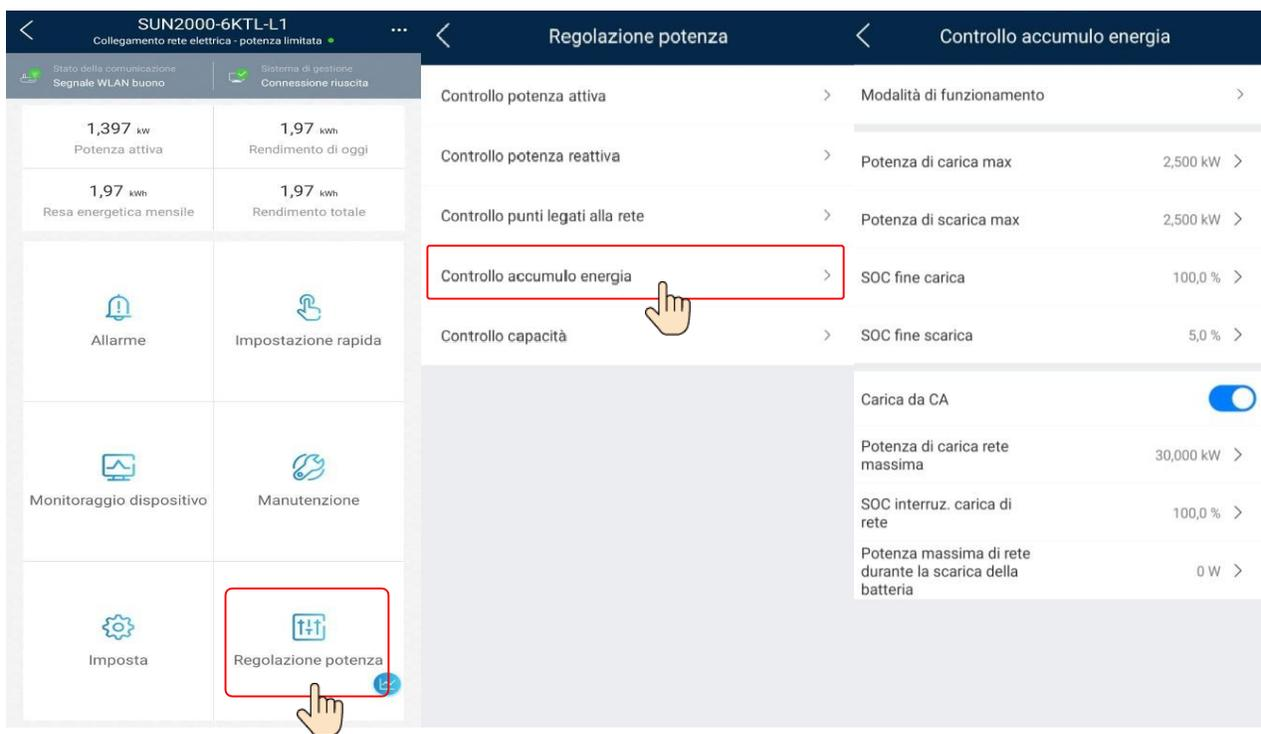 SUN2000-6KTL-L1
Collegamento rete elettrica - potenza limitata
Stato della comunicazione
Segnale WLAN buono
Sistema di gestione
Connessione riuscita
1,397 kW
Potenza attiva
1,97 kWh
Rendimento di oggi
1,97 kWh
Resa energetica mensile
1,97 kWh
Rendimento totale
Allarme
Impostazione rapida
Monitoraggio dispositivo
Manutenzione
Imposta
Regolazione potenza
Regolazione potenza
Controllo potenza attiva
Controllo potenza reattiva
Controllo punti legati alla rete
Controllo accumulo energia
Controllo capacità
Controllo accumulo energia
Modalità di funzionamento
Potenza di carica max 2,500 kW
Potenza di scarica max 2,500 kW
SOC fine carica 100,0 %
SOC fine scarica 5,0 %
Carica da CA
Potenza di carica rete
massima
30,000 kW
SOC interruz. carica di
rete
100,0 %
Potenza massima di rete
durante la scarica della
batteria
0 W